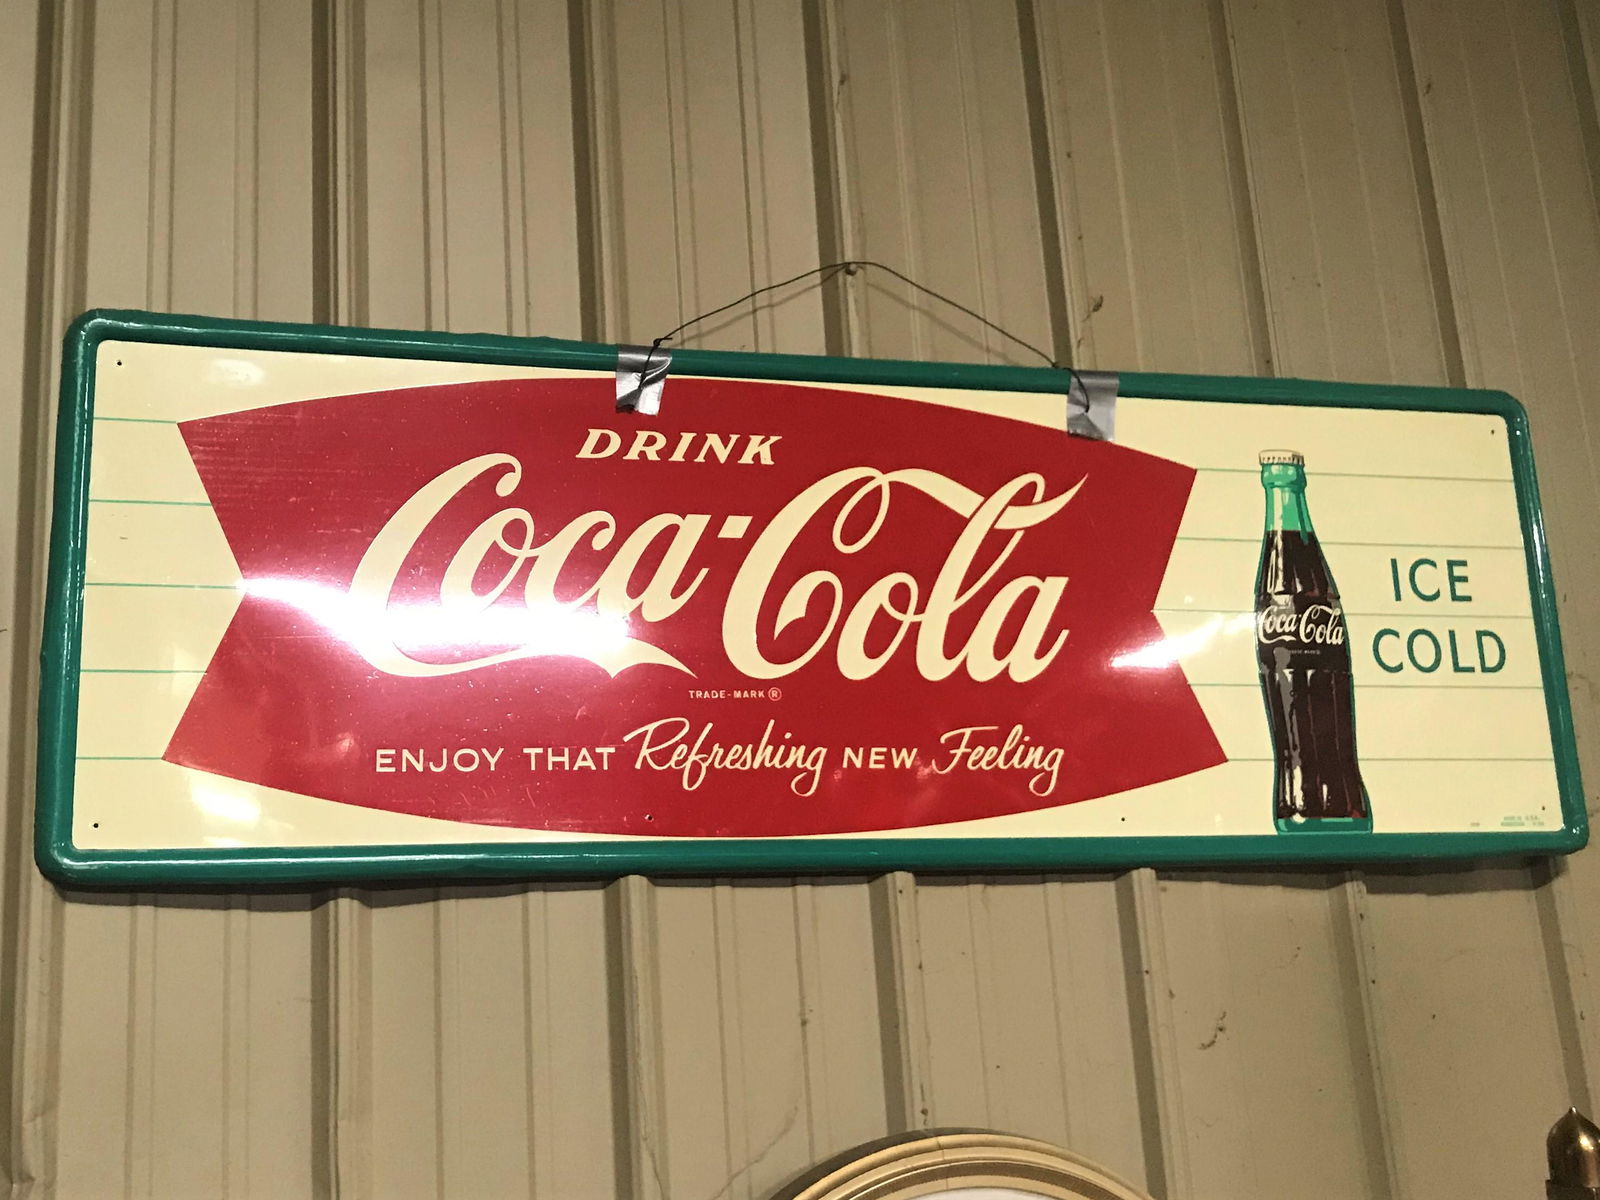 DRINK
Coca-Cola
TRADE-MARK ®
ENJOY THAT Refreshing NEW Feeling
Coca-Cola
ICE
COLD